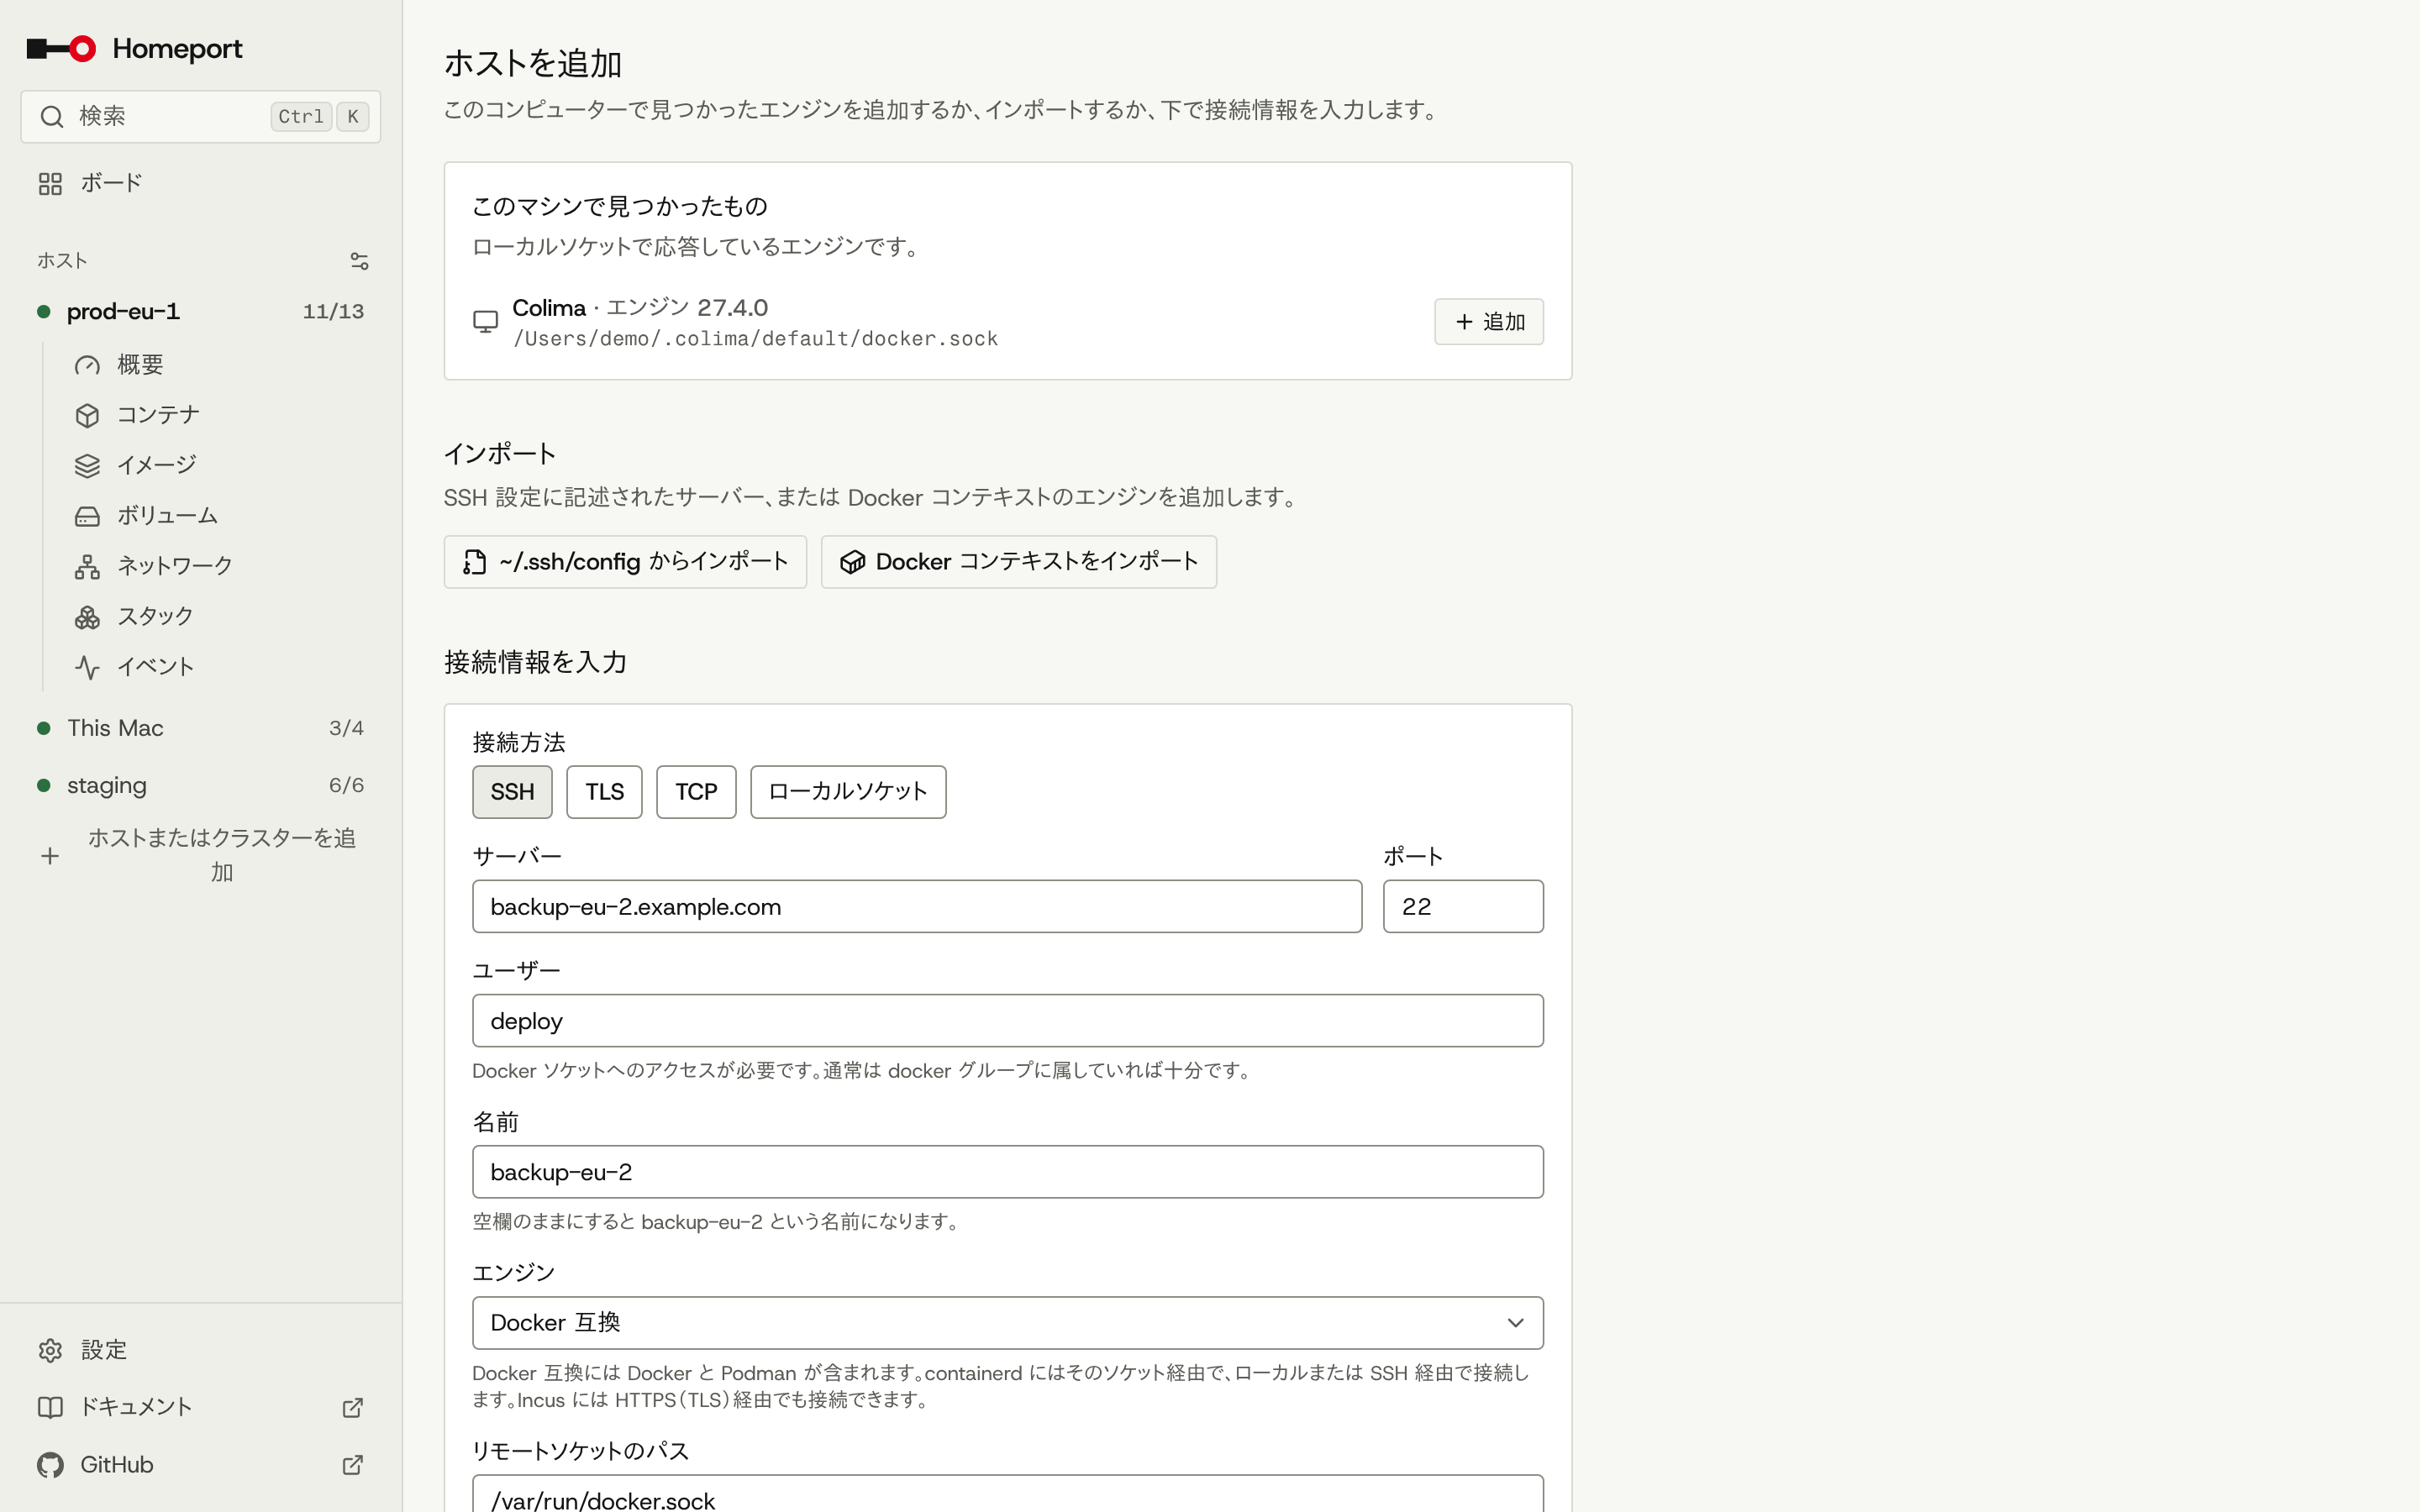 Homeport
検索 Ctrl K
ボード
ホスト
prod-eu-1 11/13
概要
コンテナ
イメージ
ボリューム
ネットワーク
スタック
イベント
This Mac 3/4
staging 6/6
ホストまたはクラスターを追
加
設定
ドキュメント
GitHub
ホストを追加
このコンピューターで見つかったエンジンを追加するか、インポートするか、下で接続情報を入力します。
このマシンで見つかったもの
ローカルソケットで応答しているエンジンです。
Colima · エンジン 27.4.0
/Users/demo/.colima/default/docker.sock
追加
インポート
SSH 設定に記述されたサーバー、または Docker コンテキストのエンジンを追加します。
~/.ssh/config からインポート
Docker コンテキストをインポート
接続情報を入力
接続方法
SSH TLS TCP ローカルソケット
サーバー ポート
backup-eu-2.example.com 22
ユーザー
deploy
Docker ソケットへのアクセスが必要です。通常は docker グループに属していれば十分です。
名前
backup-eu-2
空欄のままにすると backup-eu-2 という名前になります。
エンジン
Docker 互換
Docker 互換には Docker と Podman が含まれます。containerd にはそのソケット経由で、ローカルまたは SSH 経由で接続し
ます。Incus には HTTPS（TLS）経由でも接続できます。
リモートソケットのパス
/var/run/docker.sock